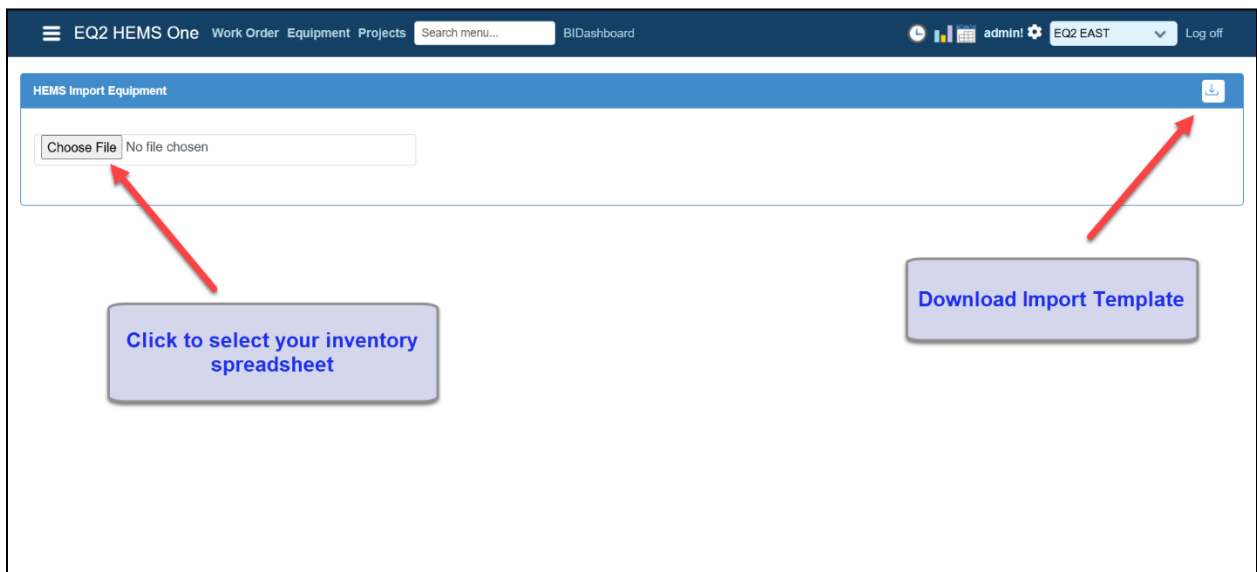 EQ2 HEMS One Work Order Equipment Projects Search menu... BIDashboard admin! EQ2 EAST Log off
HEMS Import Equipment
Choose File No file chosen
Download Import Template
Click to select your inventory
spreadsheet